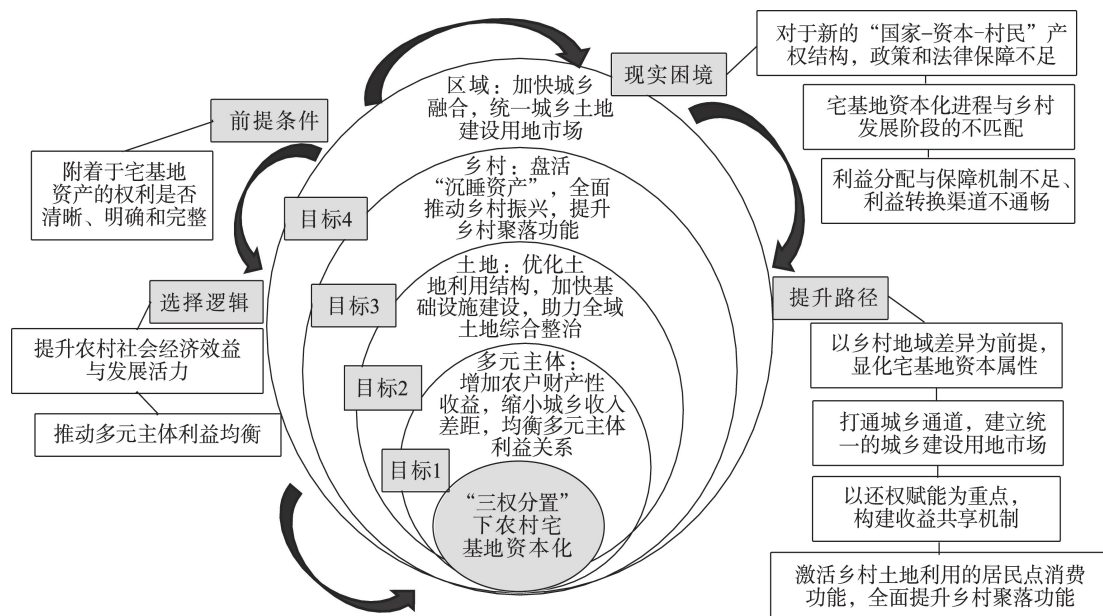 前提条件
附着于宅基地
资产的权利是否
清晰、明确和完整
选择逻辑
提升农村社会经济效益
与发展活力
推动多元主体利益均衡
区域：加快城乡
融合，统一城乡土地
建设用地市场
目标4
乡村：盘活
“沉睡资产”，全面
推动乡村振兴，提升
乡村聚落功能
目标3
土地：优化土
地利用结构，加快基
础设施建设，助力全域
土地综合整治
目标2
多元主体：
增加农户财产性
收益，缩小城乡收入
差距，均衡多元主体
利益关系
目标1
“三权分置”
下农村宅
基地资本化
现实困境
对于新的“国家–资本–村民”产
权结构，政策和法律保障不足
宅基地资本化进程与乡村
发展阶段的不匹配
利益分配与保障机制不足、
利益转换渠道不通畅
提升路径
以乡村地域差异为前提，
显化宅基地资本属性
打通城乡通道，建立统
一的城乡建设用地市场
以还权赋能为重点，
构建收益共享机制
激活乡村土地利用的居民点消费
功能，全面提升乡村聚落功能